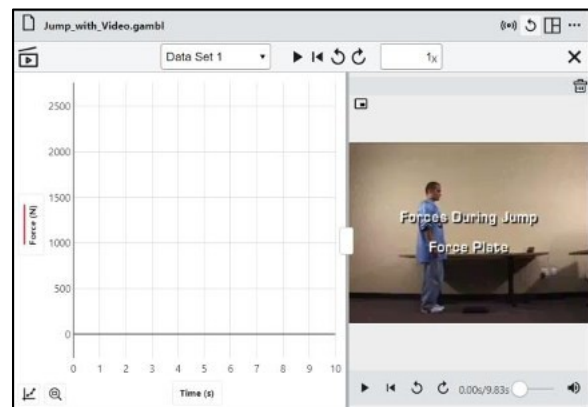 Jump_with_Video.gambl
Data Set 1
1x
2500
2000
1500
1000
500
0
Force (N)
0 1 2 3 4 5 6 7 8 9 10
Time (s)
Forces During Jump
Force Plate
0.00s/9.83s